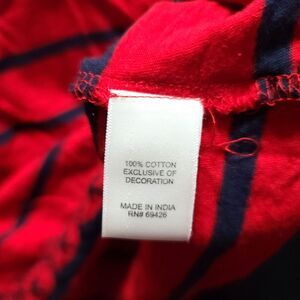 100% COTTON
EXCLUSIVE OF
DECORATION
MADE IN INDIA
RN# 69426